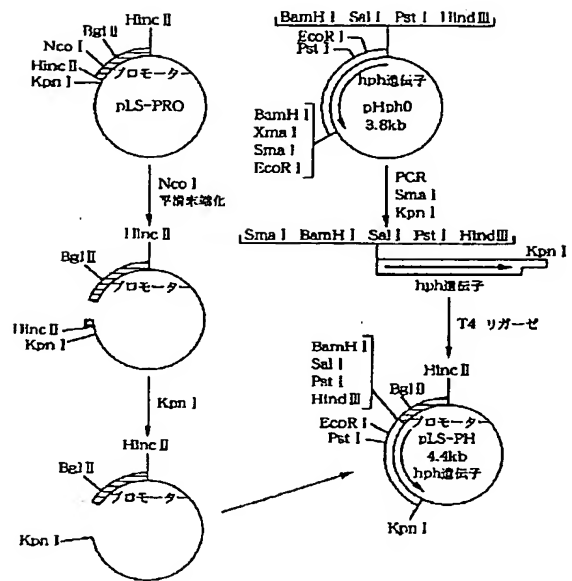 Hinc II
Bgl II
Nco I
Hinc II
Kpn I
プロモーター
pLS-PRO
Nco I
平滑末端化
Hinc II
Bgl II
プロモーター
Hinc II
Kpn I
Kpn I
Hinc II
Bgl II
プロモーター
Kpn I
BamH I Sal I Pst I Hind III
EcoR I
Pst I
hph遺伝子
pHph0
3.8kb
BamH I
Xma I
Sma I
EcoR I
PCR
Sma I
Kpn I
Sma I BamH I Sal I Pst I Hind III
Kpn I
hph遺伝子
T4 リガーゼ
BamH I
Sal I
Pst I
Hind III
Hinc II
Bgl II
EcoR I
Pst I
プロモーター
pLS-PH
4.4kb
hph遺伝子
Kpn I